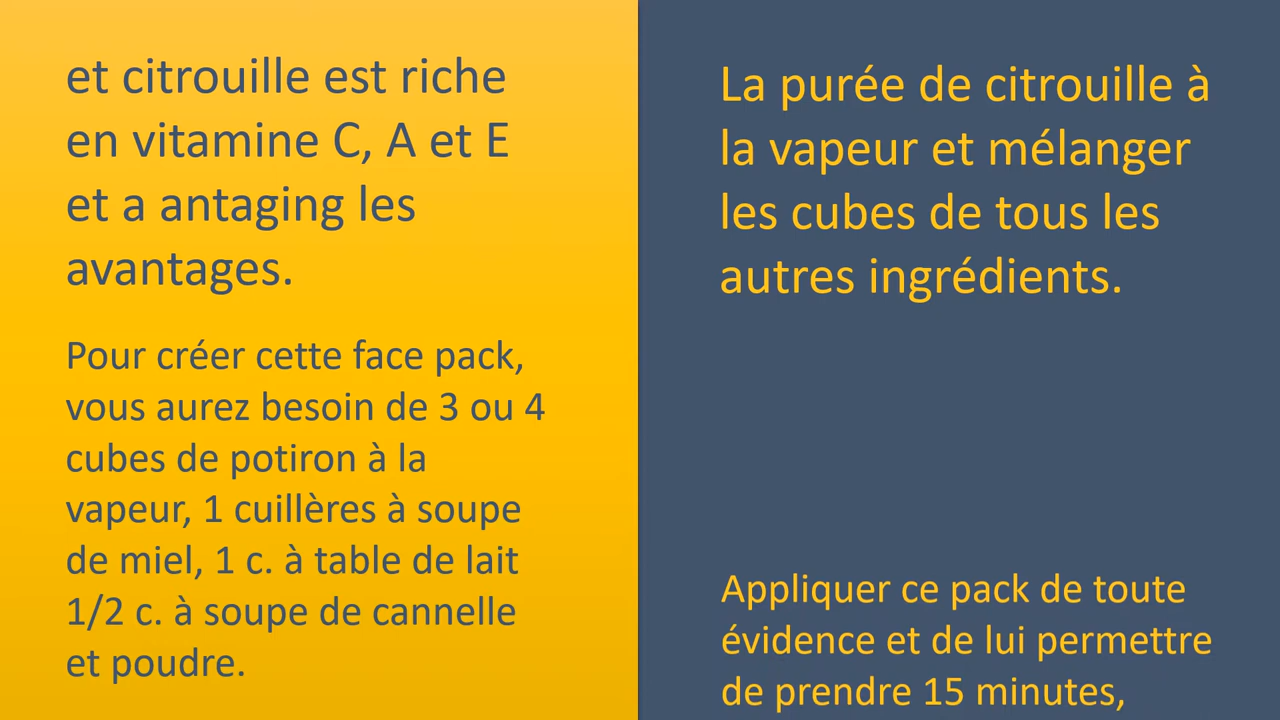 et citrouille est riche
en vitamine C, A et E
et a antaging les
avantages.
Pour créer cette face pack,
vous aurez besoin de 3 ou 4
cubes de potiron à la
vapeur, 1 cuillères à soupe
de miel, 1 c. à table de lait
1/2 c. à soupe de cannelle
et poudre.
La purée de citrouille à
la vapeur et mélanger
les cubes de tous les
autres ingrédients.
Appliquer ce pack de toute
évidence et de lui permettre
de prendre 15 minutes,